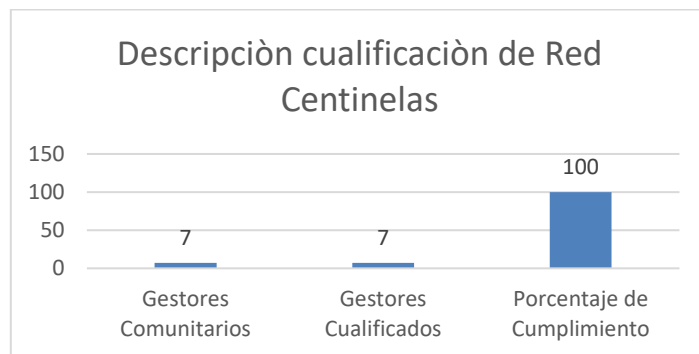 Descripciòn cualificaciòn de Red
Centinelas
150
100
50
0
7
7
100
Gestores
Comunitarios
Gestores
Cualificados
Porcentaje de
Cumplimiento